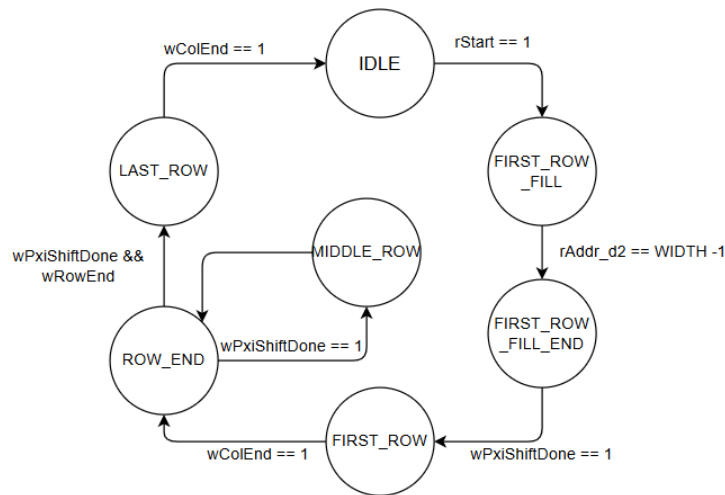 wColEnd == 1
IDLE
rStart == 1
LAST_ROW
FIRST_ROW
_FILL
wPxiShiftDone &&
wRowEnd
MIDDLE_ROW
rAddr_d2 == WIDTH -1
FIRST_ROW
_FILL_END
ROW_END
wPxiShiftDone == 1
FIRST_ROW
wColEnd == 1
wPxiShiftDone == 1